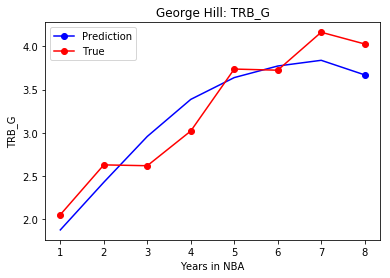 George Hill: TRB_G
Prediction
True
4.0
3.5
3.0
2.5
2.0
TRB_G
1 2 3 4 5 6 7 8
Years in NBA